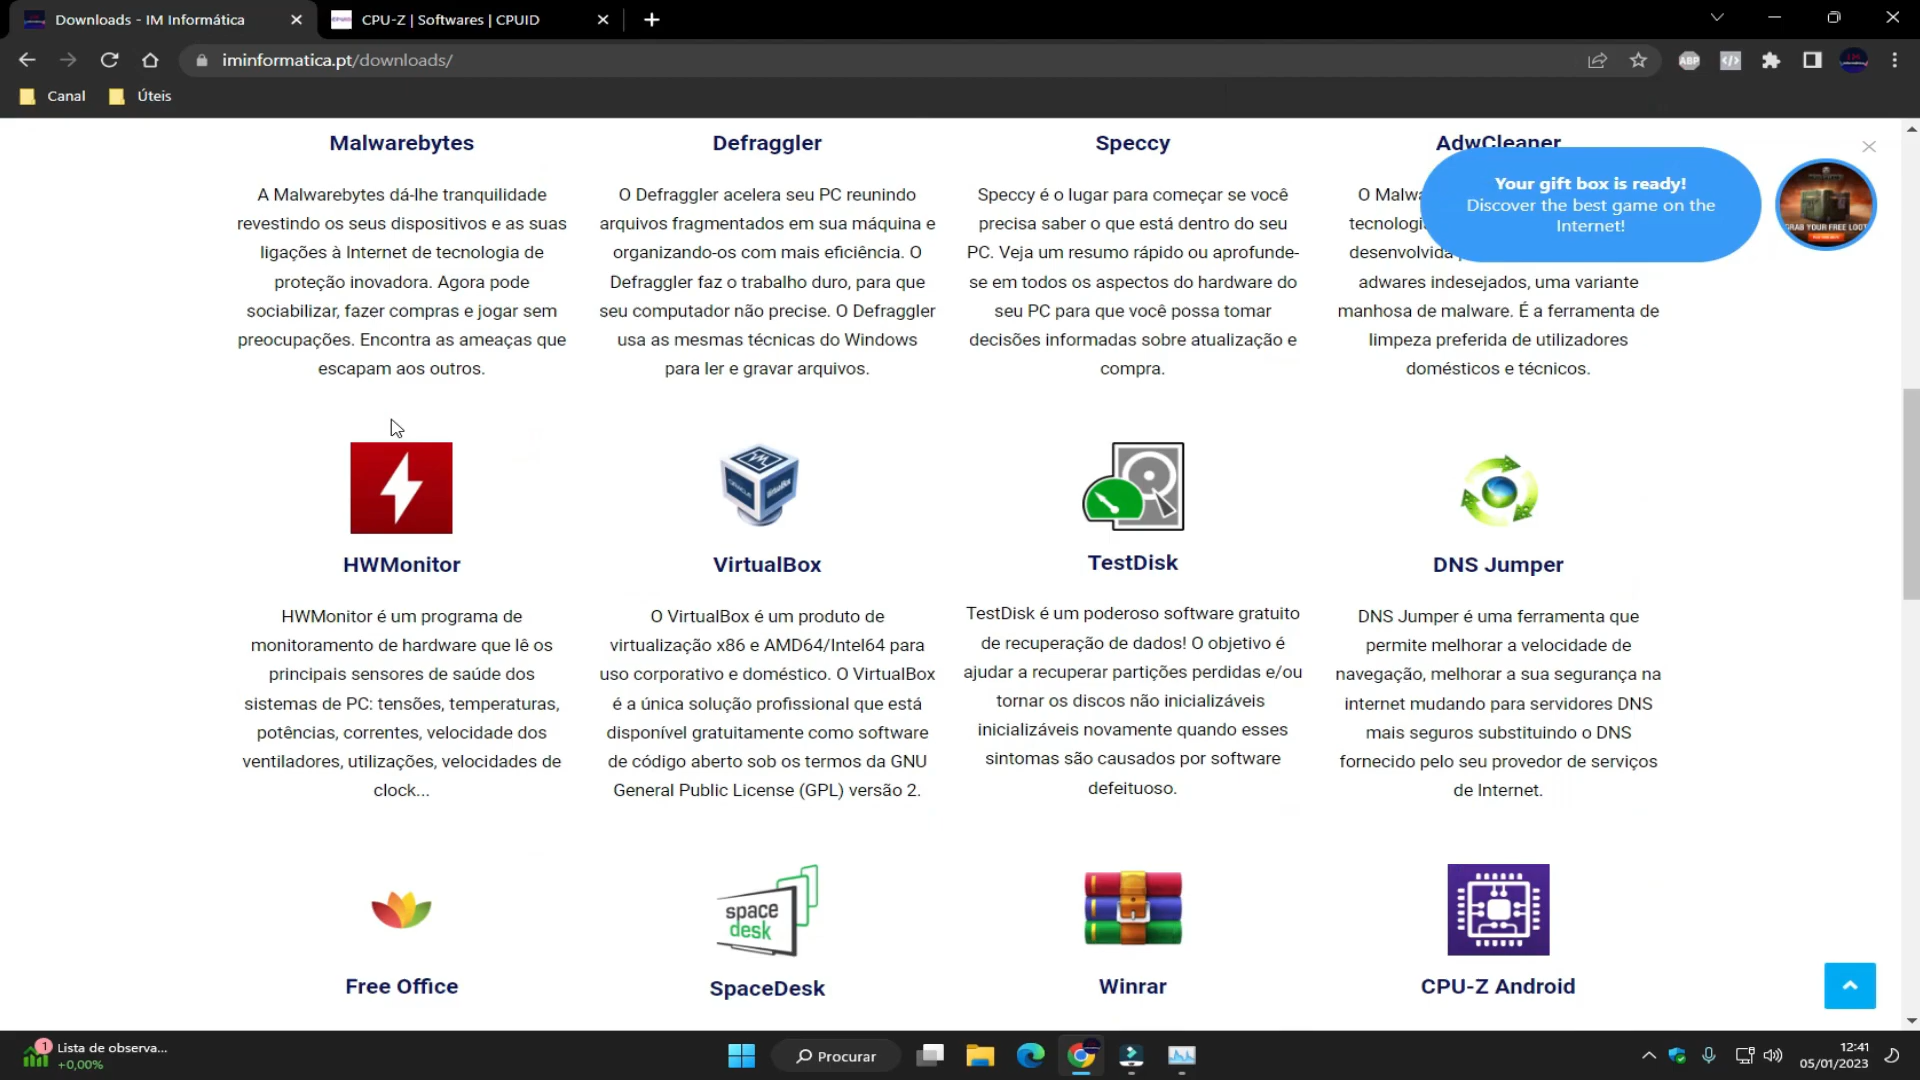 Downloads - IM Informática
CPU-Z | Softwares | CPUID
iminformatica.pt/downloads/
ABP
Canal
Úteis
Malwarebytes
A Malwarebytes dá-lhe tranquilidade
revestindo os seus dispositivos e as suas
ligações à Internet de tecnologia de
proteção inovadora. Agora pode
sociabilizar, fazer compras e jogar sem
preocupações. Encontra as ameaças que
escapam aos outros.
Defraggler
O Defraggler acelera seu PC reunindo
arquivos fragmentados em sua máquina e
organizando-os com mais eficiência. O
Defraggler faz o trabalho duro, para que
seu computador não precise. O Defraggler
usa as mesmas técnicas do Windows
para ler e gravar arquivos.
Speccy
Speccy é o lugar para começar se você
precisa saber o que está dentro do seu
PC. Veja um resumo rápido ou aprofunde-
se em todos os aspectos do hardware do
seu PC para que você possa tomar
decisões informadas sobre atualização e
compra.
AdwCleaner
O Malwa
tecnologi
desenvolvida
adwares indesejados, uma variante
manhosa de malware. É a ferramenta de
limpeza preferida de utilizadores
domésticos e técnicos.
Your gift box is ready!
Discover the best game on the
Internet!
GRAB YOUR FREE LOOT
HWMonitor
HWMonitor é um programa de
monitoramento de hardware que lê os
principais sensores de saúde dos
sistemas de PC: tensões, temperaturas,
potências, correntes, velocidade dos
ventiladores, utilizações, velocidades de
clock...
VirtualBox
O VirtualBox é um produto de
virtualização x86 e AMD64/Intel64 para
uso corporativo e doméstico. O VirtualBox
é a única solução profissional que está
disponível gratuitamente como software
de código aberto sob os termos da GNU
General Public License (GPL) versão 2.
TestDisk
TestDisk é um poderoso software gratuito
de recuperação de dados! O objetivo é
ajudar a recuperar partições perdidas e/ou
tornar os discos não inicializáveis
inicializáveis novamente quando esses
sintomas são causados por software
defeituoso.
DNS Jumper
DNS Jumper é uma ferramenta que
permite melhorar a velocidade de
navegação, melhorar a sua segurança na
internet mudando para servidores DNS
mais seguros substituindo o DNS
fornecido pelo seu provedor de serviços
de Internet.
Free Office
space
desk
SpaceDesk
Winrar
CPU-Z Android
1
Lista de observa...
+0,00%
Procurar
12:41
05/01/2023